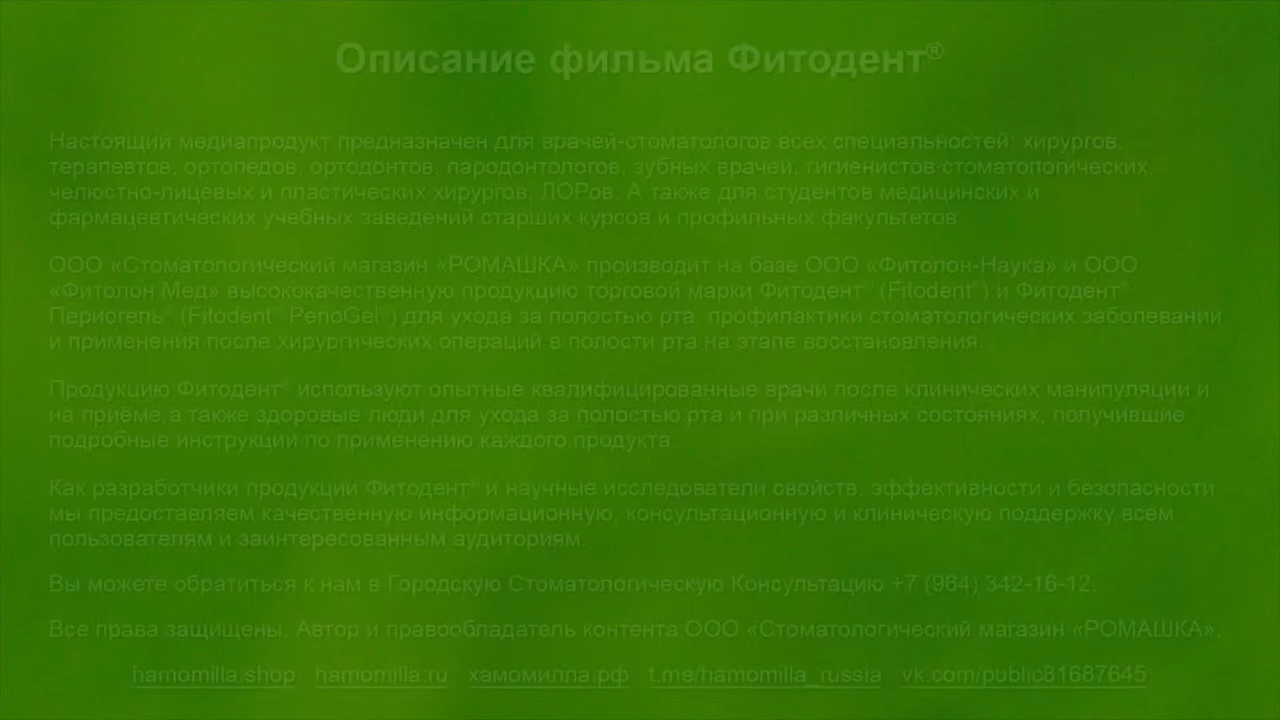 Описание фильма Фитодент®
Настоящий медиапродукт предназначен для врачей-стоматологов всех специальностей: хирургов,
терапевтов, ортопедов, ортодонтов, пародонтологов, зубных врачей, гигиенистов стоматологических,
челюстно-лицевых и пластических хирургов, ЛОРов. А также для студентов медицинских и
фармацевтических учебных заведений старших курсов и профильных факультетов.
ООО «Стоматологический магазин «РОМАШКА» производит на базе ООО «Фитолон-Наука» и ООО
«Фитолон Мед» высококачественную продукцию торговой марки Фитодент® (Fitodent®) и Фитодент®
Периогель® (Fitodent® PerioGel®) для ухода за полостью рта, профилактики стоматологических заболеваний
и применения после хирургических операций в полости рта на этапе восстановления.
Продукцию Фитодент® используют опытные квалифицированные врачи после клинических манипуляции и
на приёме,а также здоровые люди для ухода за полостью рта и при различных состояниях, получившие
подробные инструкции по применению каждого продукта.
Как разработчики продукции Фитодент® и научные исследователи свойств, эффективности и безопасности
мы предоставляем качественную информационную, консультационную и клиническую поддержку всем
пользователям и заинтересованным аудиториям.
Вы можете обратиться к нам в Городскую Стоматологическую Консультацию +7 (964) 342-16-12.
Все права защищены. Автор и правообладатель контента ООО «Стоматологический магазин «РОМАШКА».
hamomilla.shop hamomilla.ru хамомилла.рф t.me/hamomilla_russia vk.com/public81687645